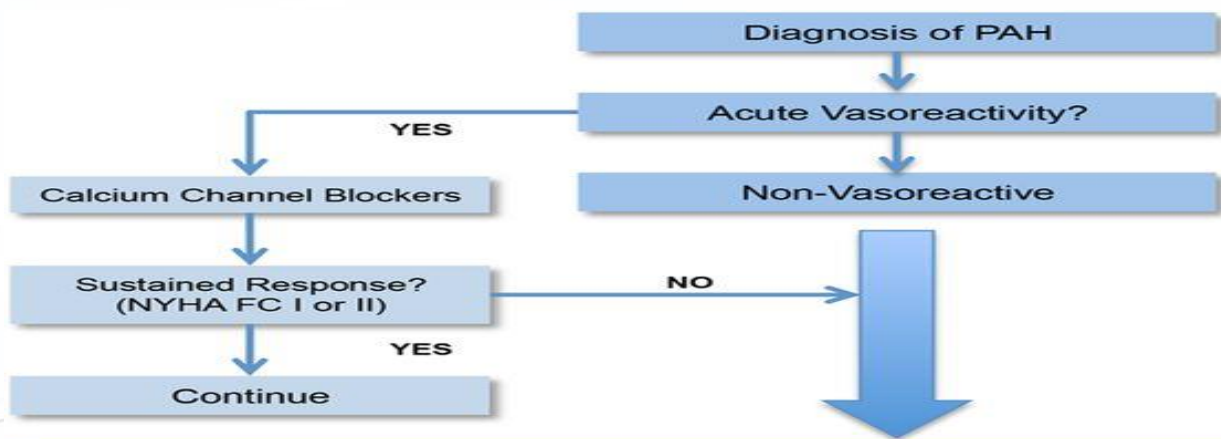 Diagnosis of PAH
Acute Vasoreactivity?
YES
Calcium Channel Blockers
Non-Vasoreactive
Sustained Response?
(NYHA FC I or II)
NO
YES
Continue